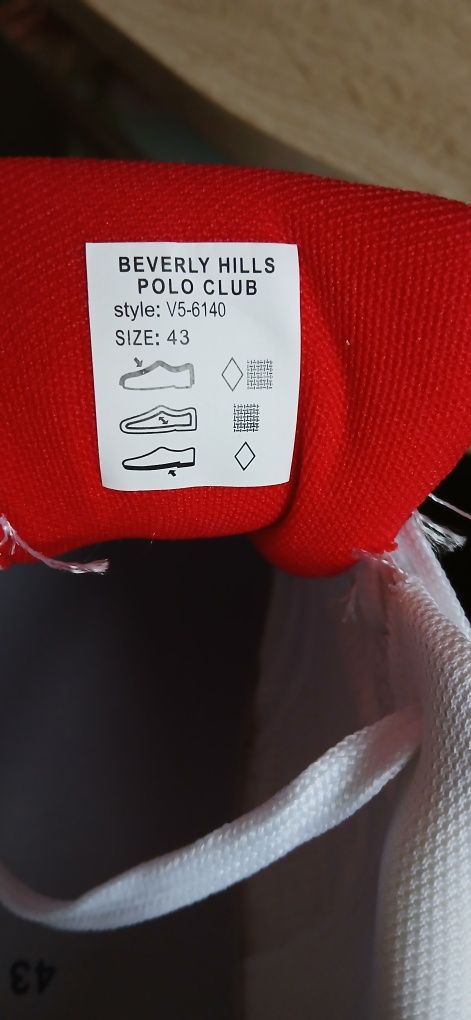 BEVERLY HILLS
POLO CLUB
style: V5-6140
SIZE: 43
43